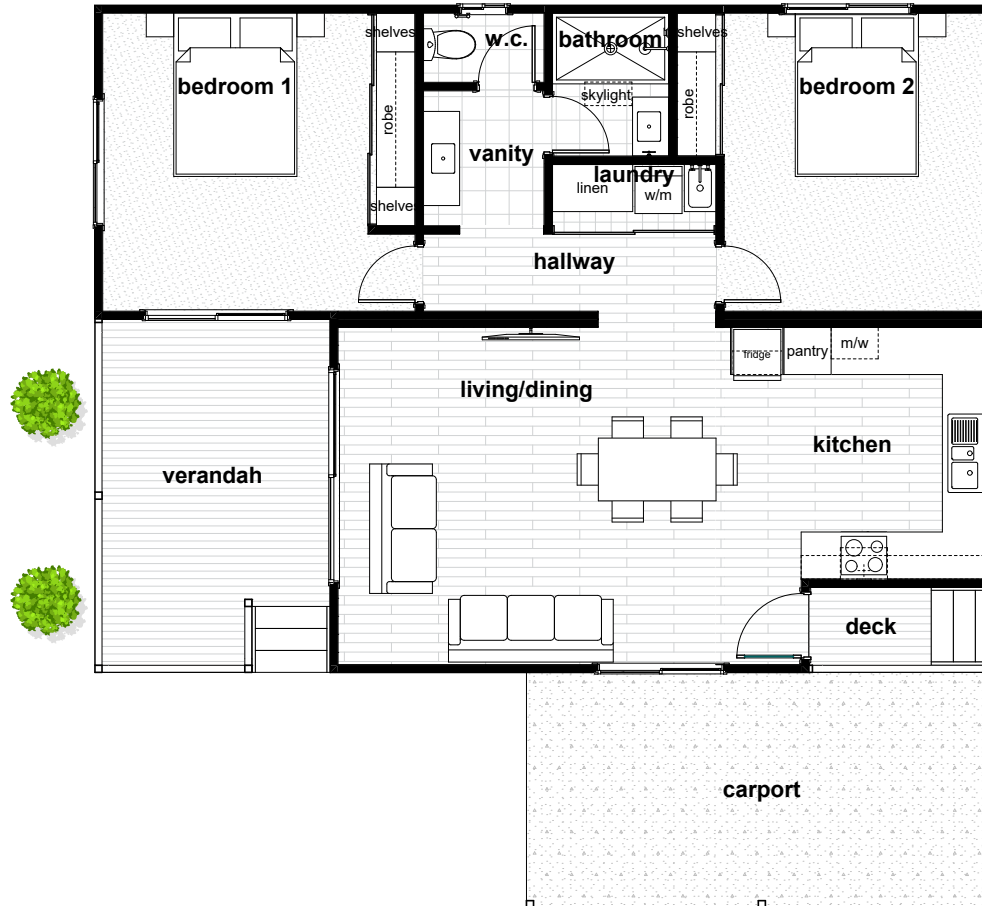 shelves
w.c.
bathroom
shelves
bedroom 1
bedroom 2
skylight
robe
robe
vanity
laundry
linen
w/m
shelves
hallway
fridge
pantry
m/w
living/dining
kitchen
verandah
deck
carport